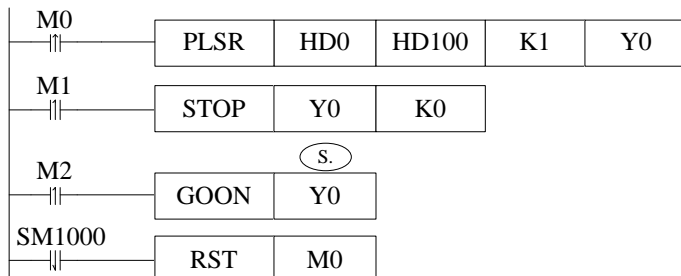 M0
PLSR HD0 HD100 K1 Y0
M1
STOP Y0 K0
S.
M2
GOON Y0
SM1000
RST M0